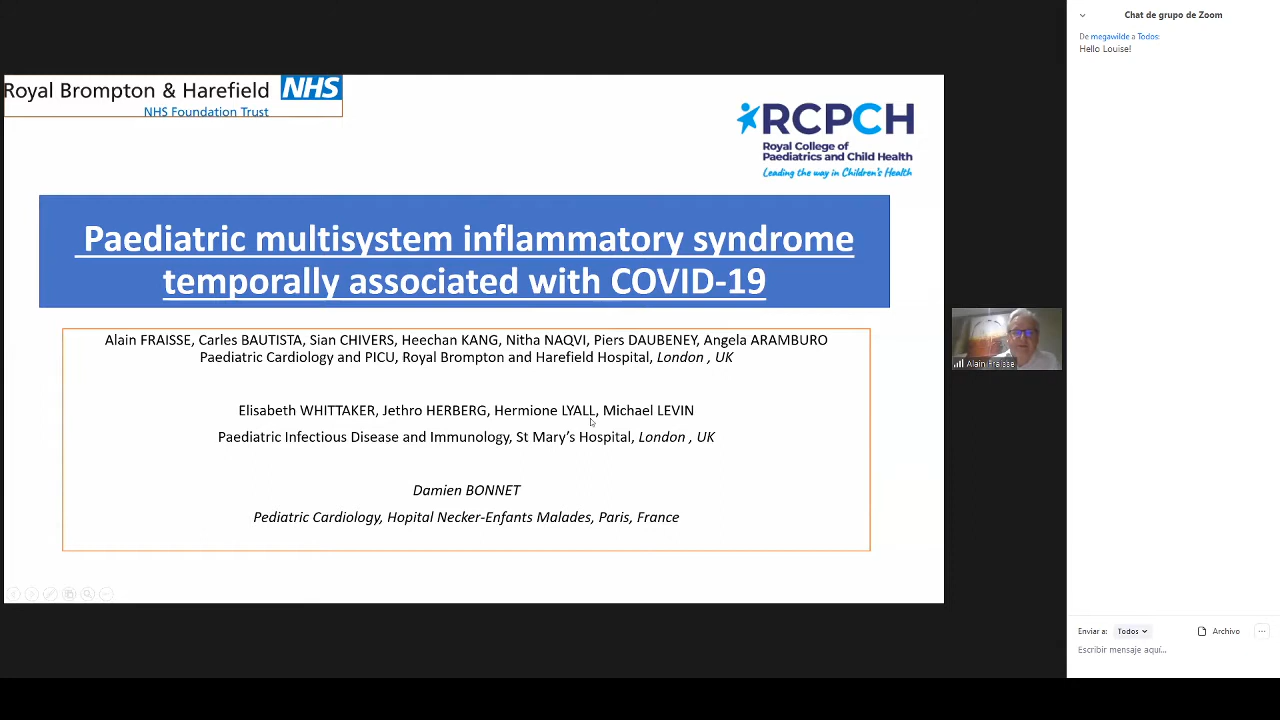 Royal Brompton & Harefield NHS
NHS Foundation Trust
RCPCH
Royal College of
Paediatrics and Child Health
Leading the way in Children's Health
Paediatric multisystem inflammatory syndrome
temporally associated with COVID-19
Alain FRAISSE, Carles BAUTISTA, Sian CHIVERS, Heechan KANG, Nitha NAQVI, Piers DAUBENEY, Angela ARAMBURO
Paediatric Cardiology and PICU, Royal Brompton and Harefield Hospital, London , UK
Elisabeth WHITTAKER, Jethro HERBERG, Hermione LYALL, Michael LEVIN
Paediatric Infectious Disease and Immunology, St Mary's Hospital, London , UK
Damien BONNET
Pediatric Cardiology, Hopital Necker-Enfants Malades, Paris, France
Alain Fraisse
Chat de grupo de Zoom
De megawilde a Todos:
Hello Louise!
Enviar a: Todos
Archivo
Escribir mensaje aquí...